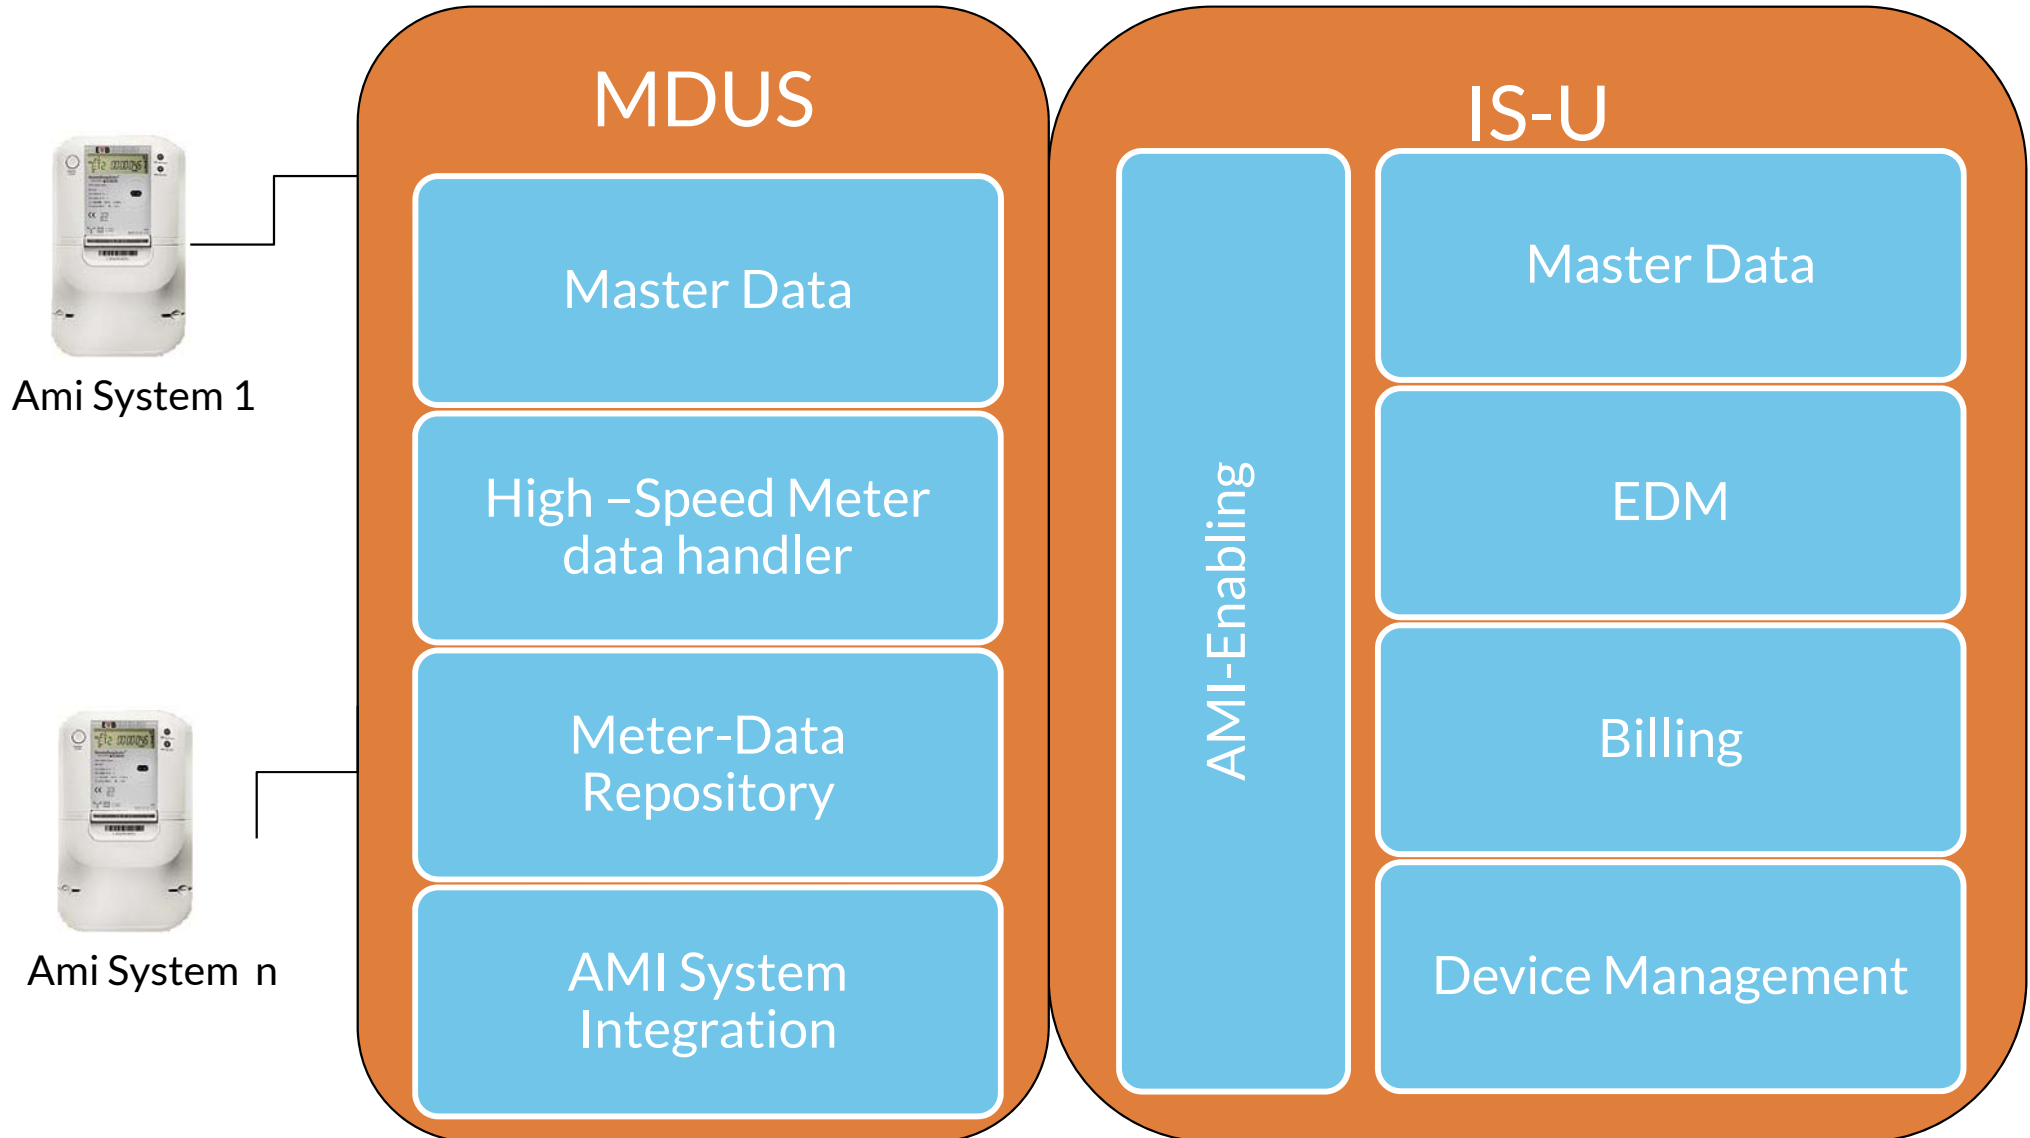 MDUS
IS-U
Ami System 1
Ami System n
Master Data
High –Speed Meter
data handler
Meter-Data
Repository
AMI System
Integration
AMI-Enabling
Master Data
EDM
Billing
Device Management